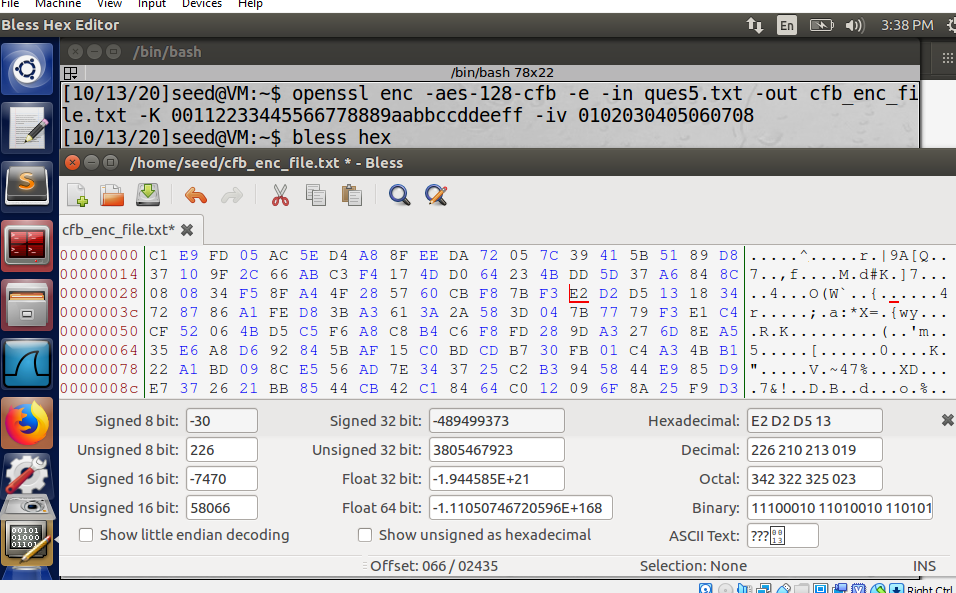 File Machine View Input Devices Help
Bless Hex Editor En 3:38 PM
/bin/bash
/bin/bash 78x22
[10/13/20]seed@VM:~$ openssl enc -aes-128-cfb -e -in ques5.txt -out cfb_enc_fi
le.txt -K 00112233445566778889aabbccddeeff -iv 0102030405060708
[10/13/20]seed@VM:~$ bless hex
/home/seed/cfb_enc_file.txt * - Bless
cfb_enc_file.txt*
00000000 C1 E9 FD 05 AC 5E D4 A8 8F EE DA 72 05 7C 39 41 5B 51 89 D8 .....^.....r.|9A[Q..
00000014 37 10 9F 2C 66 AB C3 F4 17 4D D0 64 23 4B DD 5D 37 A6 84 8C 7..,f....M.d#K.]7...
00000028 08 08 34 F5 8F A4 4F 28 57 60 CB F8 7B F3 E2 D2 D5 13 18 34 ..4...O(W`..{......4
0000003c 72 87 86 A1 FE D8 3B A3 61 3A 2A 58 3D 04 7B 77 79 F3 E1 C4 r.....;.a:*X=.{wy...
00000050 CF 52 06 4B D5 C5 F6 A8 C8 B4 C6 F8 FD 28 9D A3 27 6D 8E A5 .R.K.........(..'m..
00000064 35 E6 A8 D6 92 84 5B AF 15 C0 BD CD B7 30 FB 01 C4 A3 4B B1 5.....[......0....K.
00000078 22 A1 BD 09 8C E5 56 AD 7E 34 37 25 C2 B3 94 58 44 E9 85 D9 ".....V.~47%...XD...
0000008c E7 37 26 21 BB 85 44 CB 42 C1 84 64 C0 12 09 6F 8A 25 F9 D3 .7&!..D.B..d...o.%..
Signed 8 bit: -30 Signed 32 bit: -489499373 Hexadecimal: E2 D2 D5 13
Unsigned 8 bit: 226 Unsigned 32 bit: 3805467923 Decimal: 226 210 213 019
Signed 16 bit: -7470 Float 32 bit: -1.944585E+21 Octal: 342 322 325 023
Unsigned 16 bit: 58066 Float 64 bit: -1.11050746720596E+168 Binary: 11100010 11010010 110101
Show little endian decoding Show unsigned as hexadecimal ASCII Text: ???
Offset: 066 / 02435 Selection: None INS
Right Ctrl